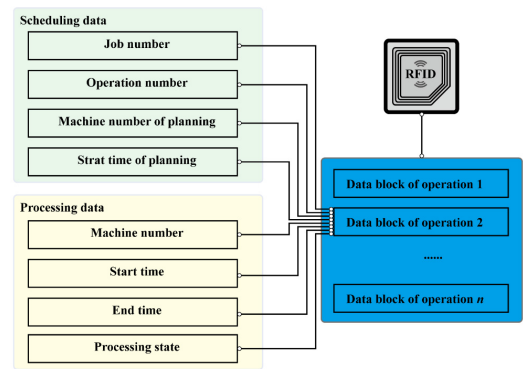 Scheduling data
Job number
Operation number
Machine number of planning
Strat time of planning
Processing data
Machine number
Start time
End time
Processing state
RFID
Data block of operation 1
Data block of operation 2
......
Data block of operation n